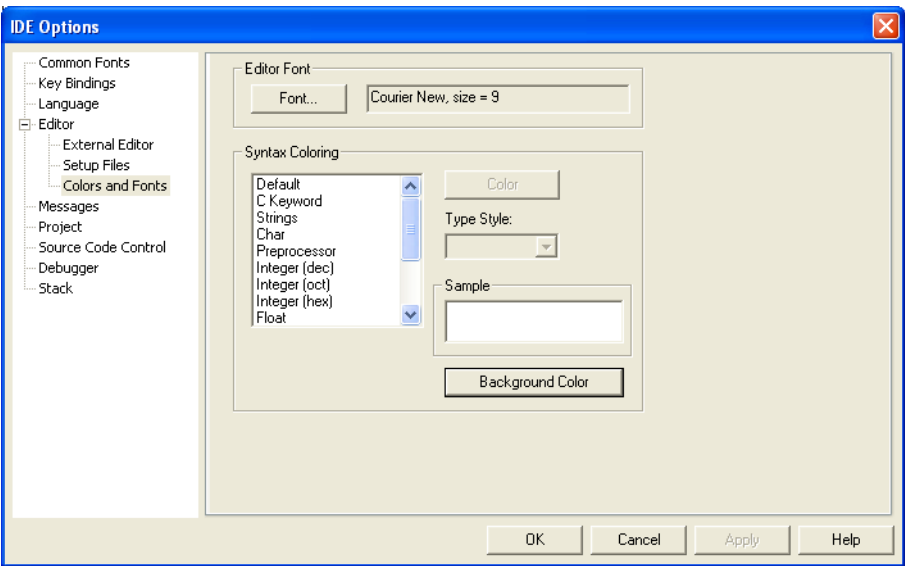 IDE Options
Common Fonts
Key Bindings
Language
Editor
External Editor
Setup Files
Colors and Fonts
Messages
Project
Source Code Control
Debugger
Stack
Editor Font
Font...
Courier New, size = 9
Syntax Coloring
Default
C Keyword
Strings
Char
Preprocessor
Integer (dec)
Integer (oct)
Integer (hex)
Float
Color
Type Style:
Sample
Background Color
OK
Cancel
Apply
Help